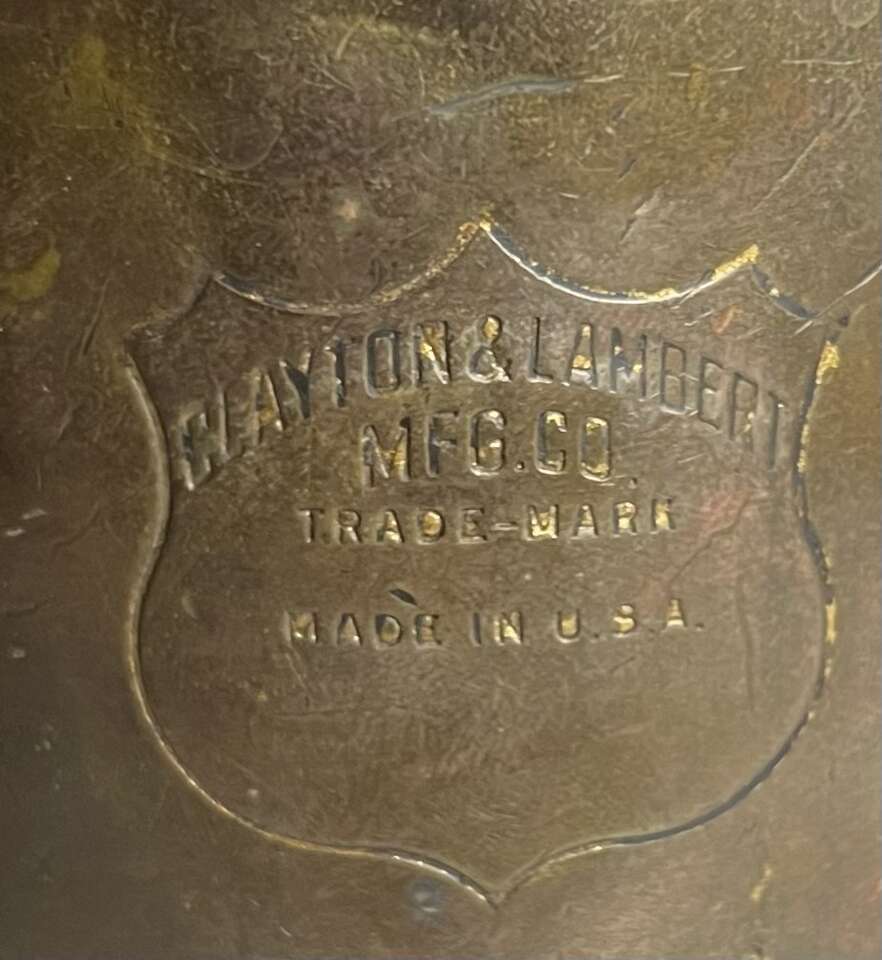 CLAYTON & LAMBERT
MFG. CO.
TRADE-MARK
MADE IN U.S.A.